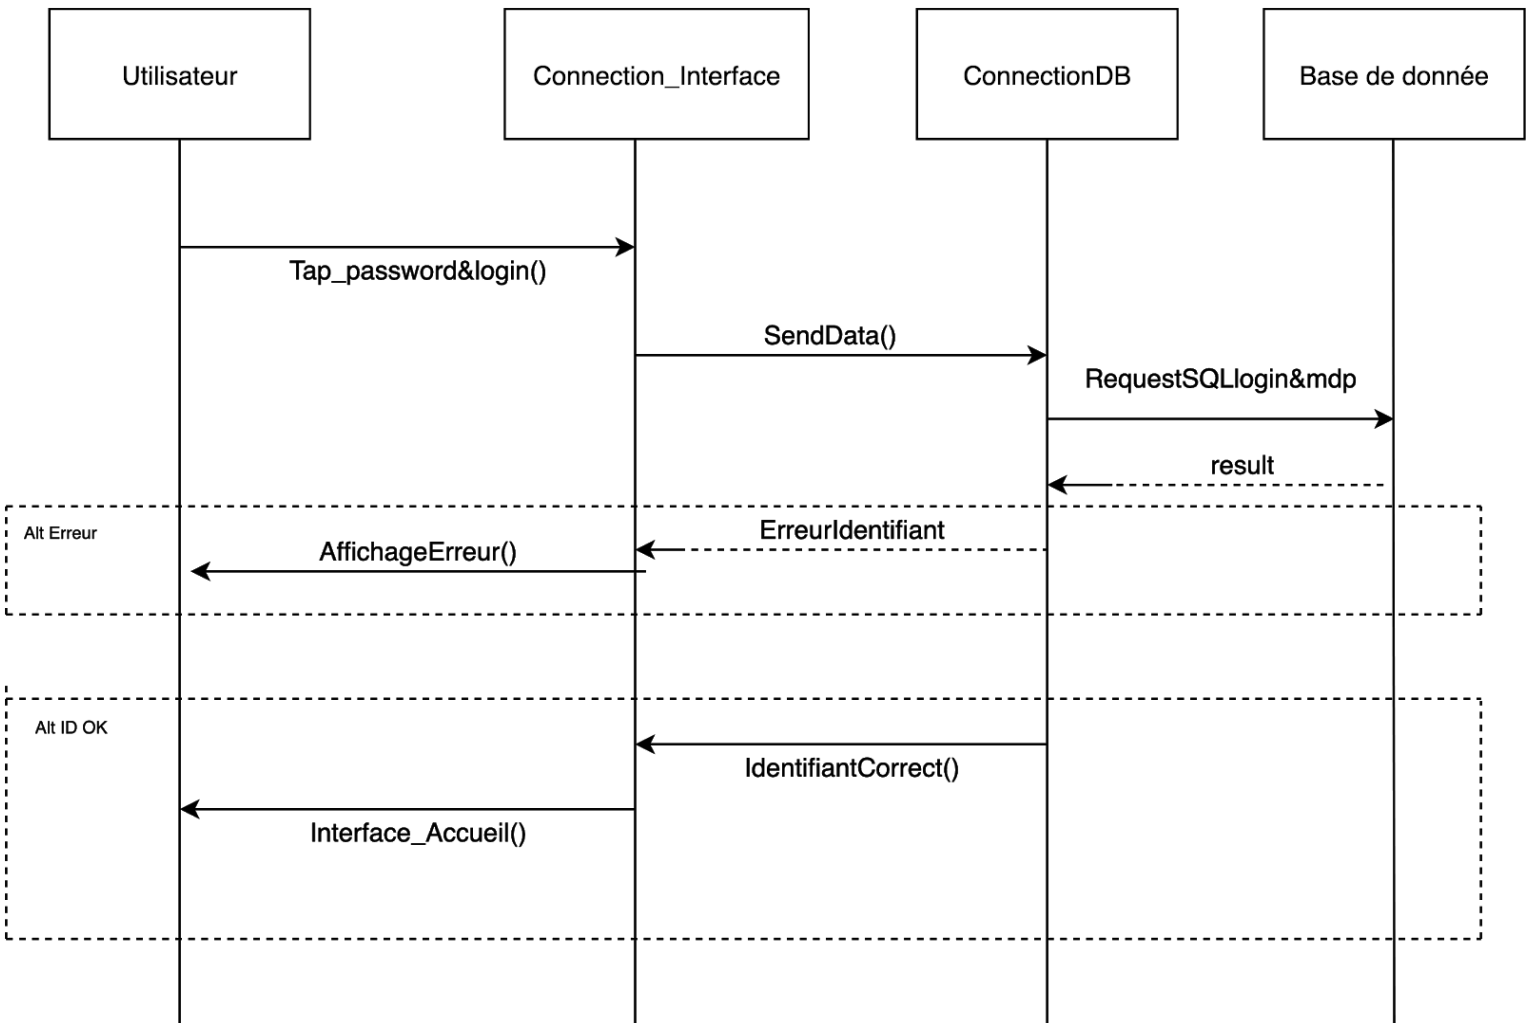 Utilisateur
Connection_Interface
ConnectionDB
Base de donnée
Tap_password&login()
SendData()
RequestSQLlogin&mdp
result
Alt Erreur
ErreurIdentifiant
AffichageErreur()
Alt ID OK
IdentifiantCorrect()
Interface_Accueil()